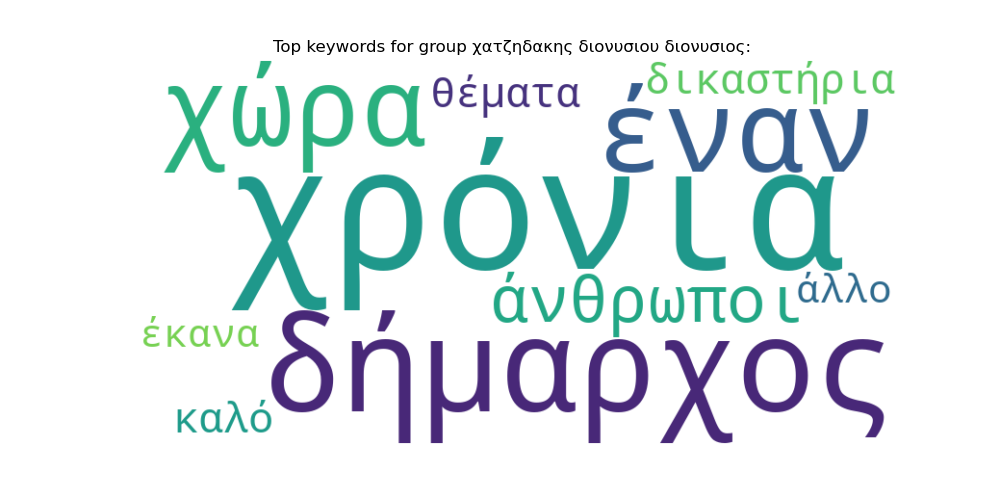 Top keywords for group χατζηδακης διονυσιου διονυσιος:
χώρα
θέματα
έναν
δικαστήρια
χρόνια
άνθρωποι
άλλο
έκανα
δήμαρχος
καλό